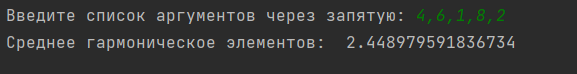 Введите список аргументов через запятую: 4,6,1,8,2
Среднее гармоническое элементов:  2.448979591836734